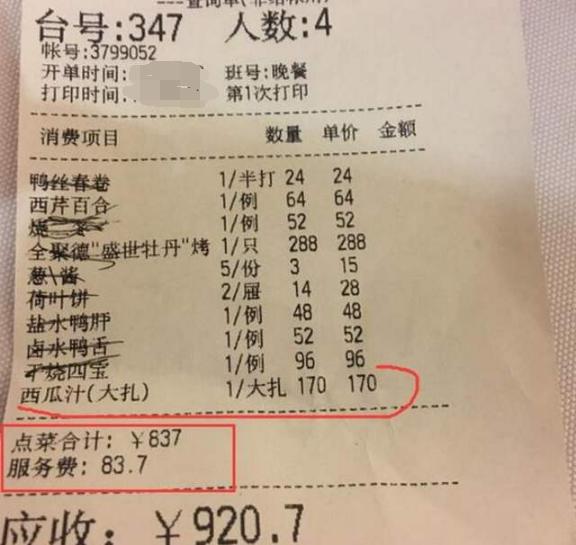 台号:347 人数:4
帐号:3799052
开单时间: 班号:晚餐
打印时间: 第1次打印
消费项目 数量 单价 金额
鸭丝春卷 1/半打 24 24
西芹百合 1/例 64 64
1/例 52 52
全聚德"盛世牡丹"烤 1/只 288 288
葱\酱 5/份 3 15
荷叶饼 2/屉 14 28
盐水鸭肝 1/例 48 48
卤水鸭舌 1/例 52 52
干烧四宝 1/例 96 96
西瓜汁(大扎) 1/大扎 170 170
点菜合计: ¥837
服务费: 83.7
应收: ¥920.7